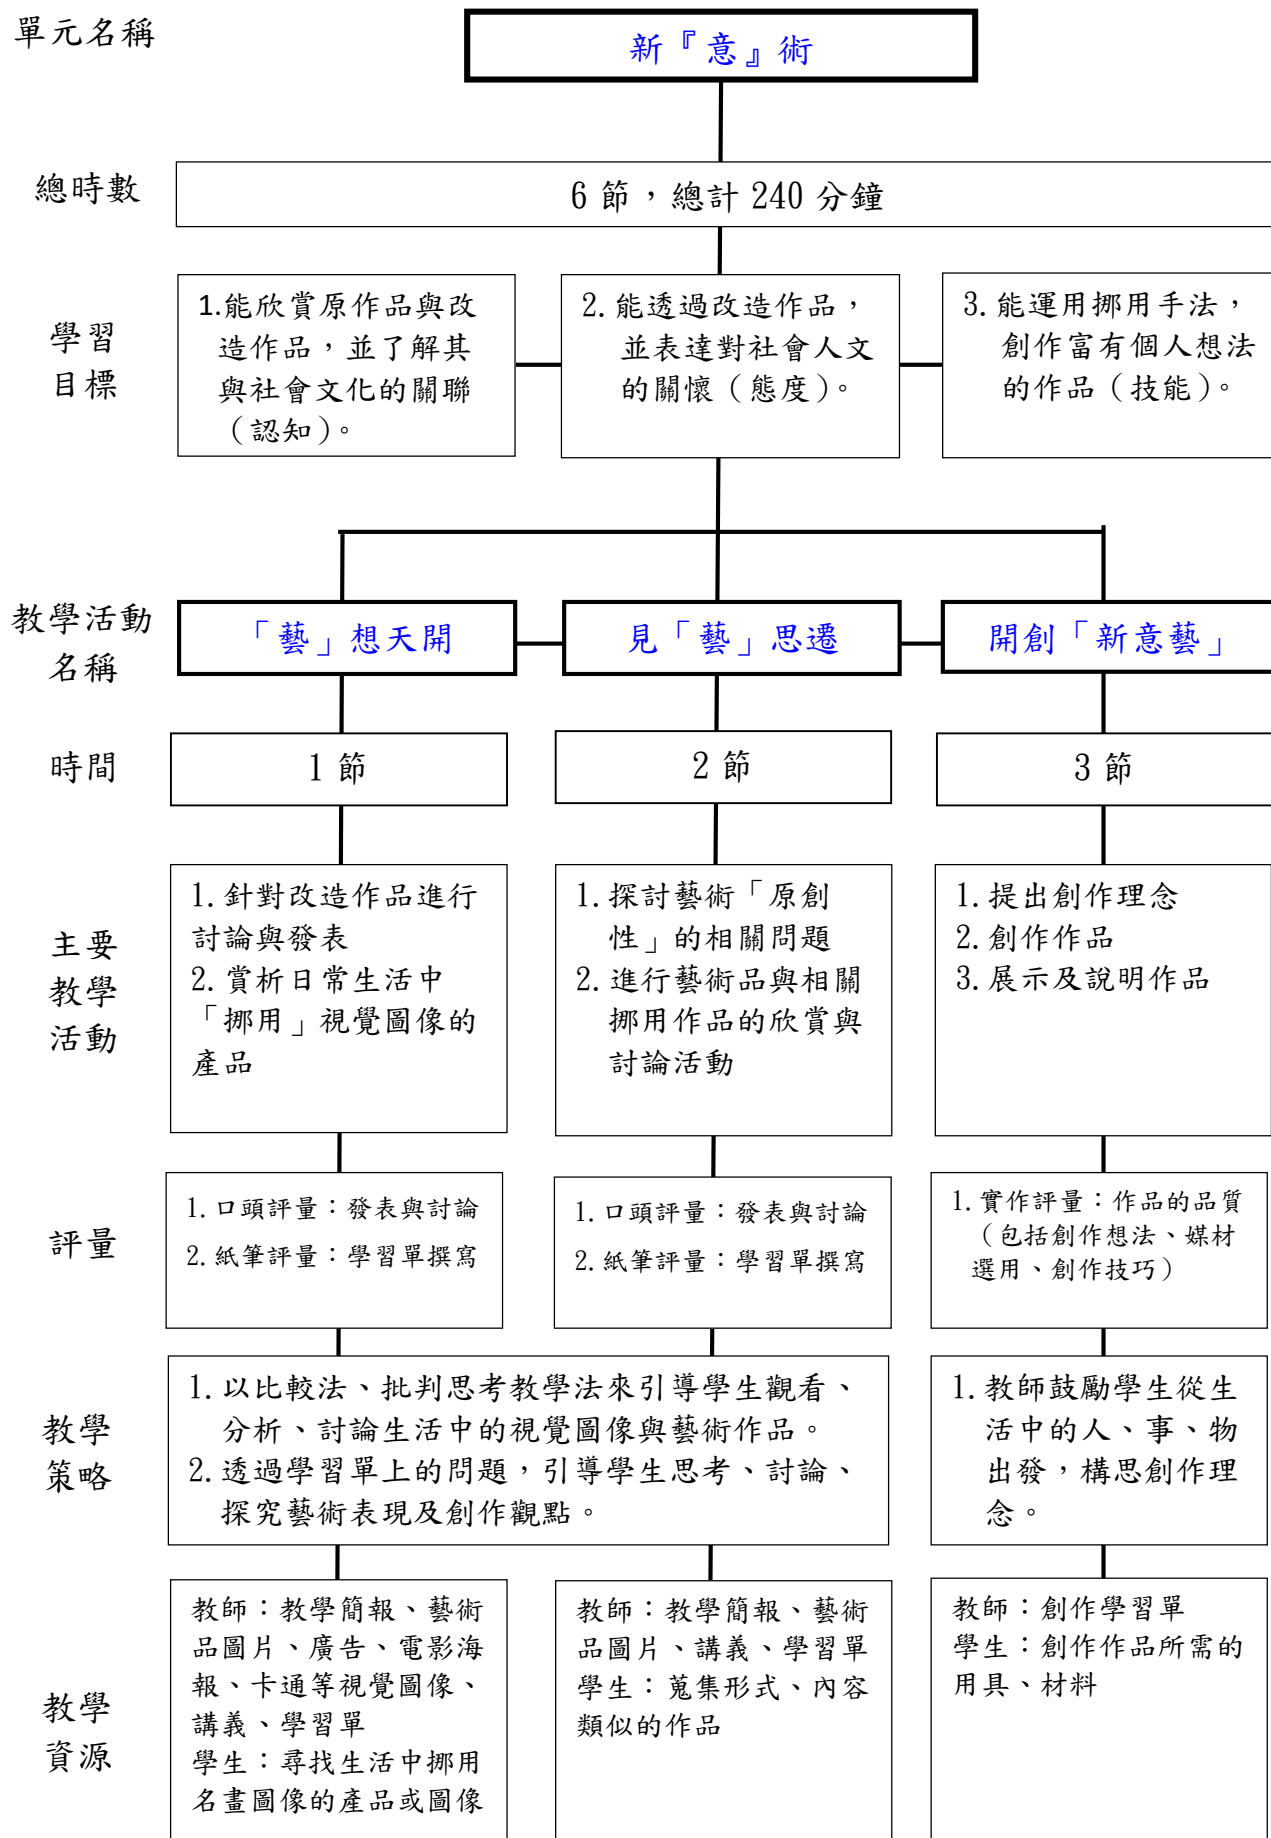 單元名稱
新『意』術
總時數
6 節，總計 240 分鐘
學習
目標
1.能欣賞原作品與改
造作品，並了解其
與社會文化的關聯
（認知）。
2. 能透過改造作品，
並表達對社會人文
的關懷（態度）。
3. 能運用挪用手法，
創作富有個人想法
的作品（技能）。
教學活動
名稱
「藝」想天開
見「藝」思遷
開創「新意藝」
時間
1 節
2 節
3 節
主要
教學
活動
1. 針對改造作品進行
討論與發表
2. 賞析日常生活中
「挪用」視覺圖像的
產品
1. 探討藝術「原創
性」的相關問題
2. 進行藝術品與相關
挪用作品的欣賞與
討論活動
1. 提出創作理念
2. 創作作品
3. 展示及說明作品
評量
1. 口頭評量：發表與討論
2. 紙筆評量：學習單撰寫
1. 口頭評量：發表與討論
2. 紙筆評量：學習單撰寫
1. 實作評量：作品的品質
（包括創作想法、媒材
選用、創作技巧）
教學
策略
1. 以比較法、批判思考教學法來引導學生觀看、
分析、討論生活中的視覺圖像與藝術作品。
2. 透過學習單上的問題，引導學生思考、討論、
探究藝術表現及創作觀點。
1. 教師鼓勵學生從生
活中的人、事、物
出發，構思創作理
念。
教學
資源
教師：教學簡報、藝術
品圖片、廣告、電影海
報、卡通等視覺圖像、
講義、學習單
學生：尋找生活中挪用
名畫圖像的產品或圖像
教師：教學簡報、藝術
品圖片、講義、學習單
學生：蒐集形式、內容
類似的作品
教師：創作學習單
學生：創作作品所需的
用具、材料